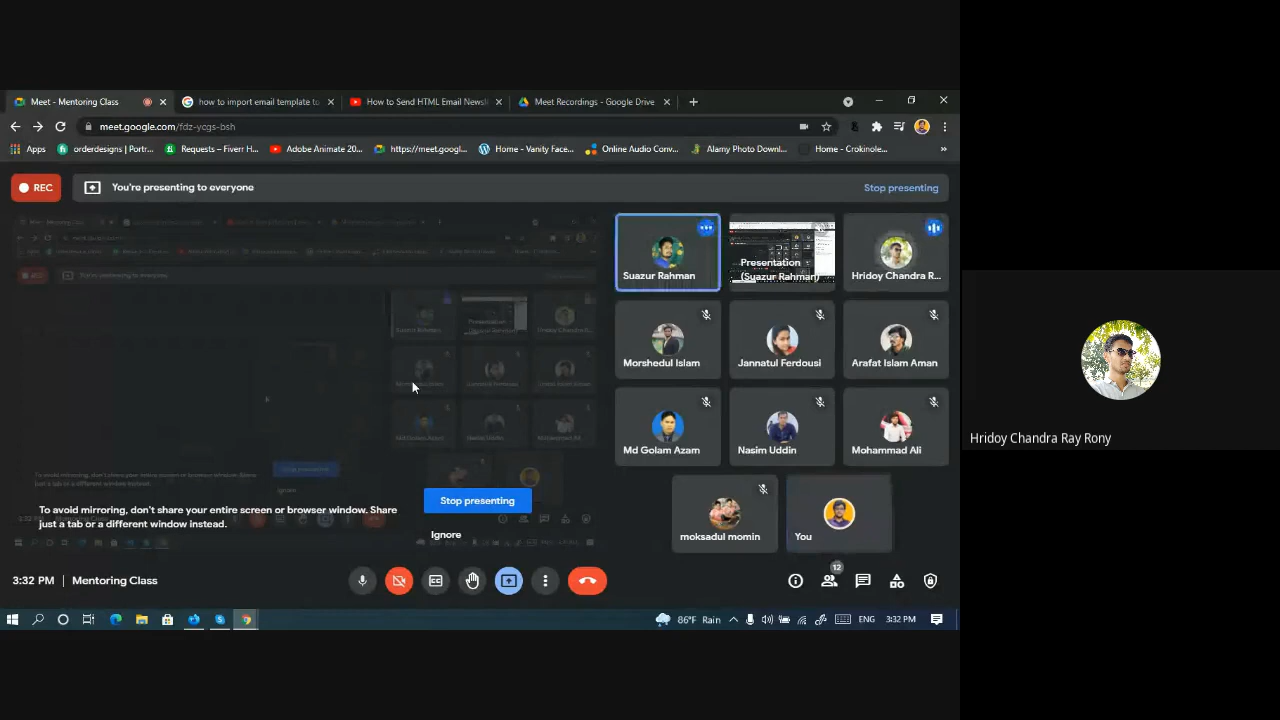 Meet - Mentoring Class
how to import email template to
How to Send HTML Email Newsl
Meet Recordings - Google Drive
meet.google.com/fdz-ycgs-bsh
Apps
orderdesigns | Portr...
Requests – Fiverr H...
Adobe Animate 20...
https://meet.googl...
Home - Vanity Face...
Online Audio Conv...
Alamy Photo Downl...
Home - Crokinole...
»
REC
You're presenting to everyone
Stop presenting
Suazur Rahman
Presentation
(Suazur Rahman)
Hridoy Chandra R...
Morshedul Islam
Jannatul Ferdousi
Arafat Islam Aman
Md Golam Azam
Nasim Uddin
Mohammad Ali
moksadul momin
You
To avoid mirroring, don't share your entire screen or browser window. Share
just a tab or a different window instead.
Stop presenting
Ignore
3:32 PM | Mentoring Class
12
86°F Rain
ENG
3:32 PM
Hridoy Chandra Ray Rony